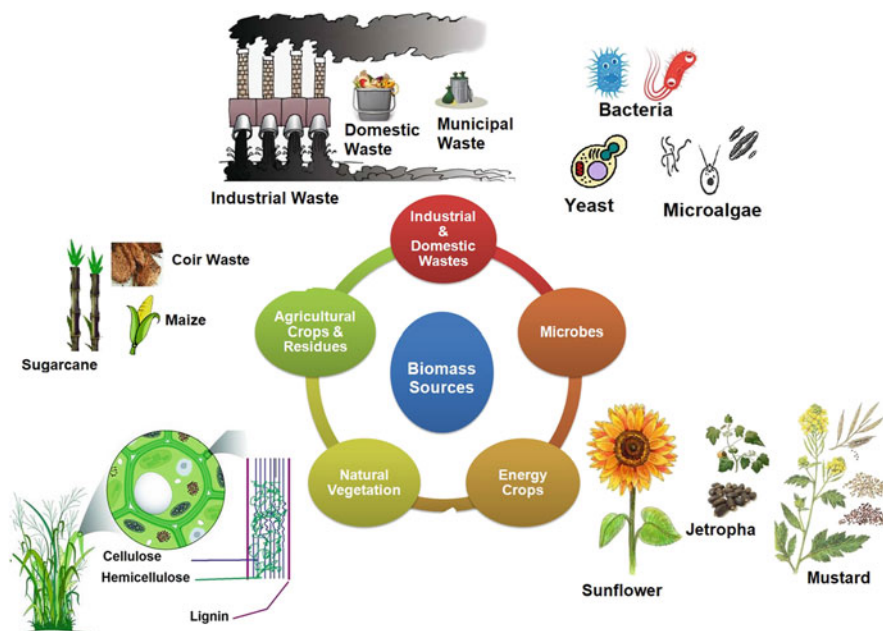 Domestic
Waste
Municipal
Waste
Industrial Waste
Bacteria
Yeast
Microalgae
Industrial
&
Domestic
Wastes
Coir Waste
Maize
Sugarcane
Agricultural
Crops &
Residues
Microbes
Biomass
Sources
Natural
Vegetation
Energy
Crops
Cellulose
Hemicellulose
Lignin
Sunflower
Jetropha
Mustard